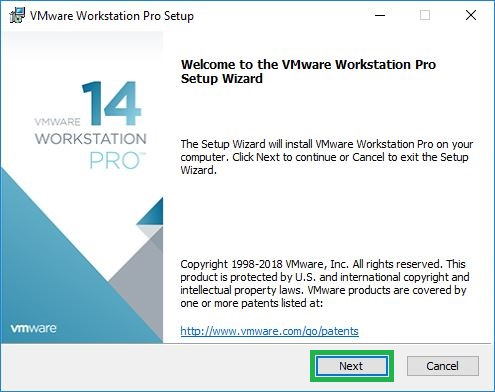 VMware Workstation Pro Setup
VMWARE 14
WORKSTATION
PRO™
vmware
Welcome to the VMware Workstation Pro
Setup Wizard
The Setup Wizard will install VMware Workstation Pro on your
computer. Click Next to continue or Cancel to exit the Setup
Wizard.
Copyright 1998-2018 VMware, Inc. All rights reserved. This
product is protected by U.S. and international copyright and
intellectual property laws. VMware products are covered by
one or more patents listed at:
http://www.vmware.com/go/patents
Next
Cancel